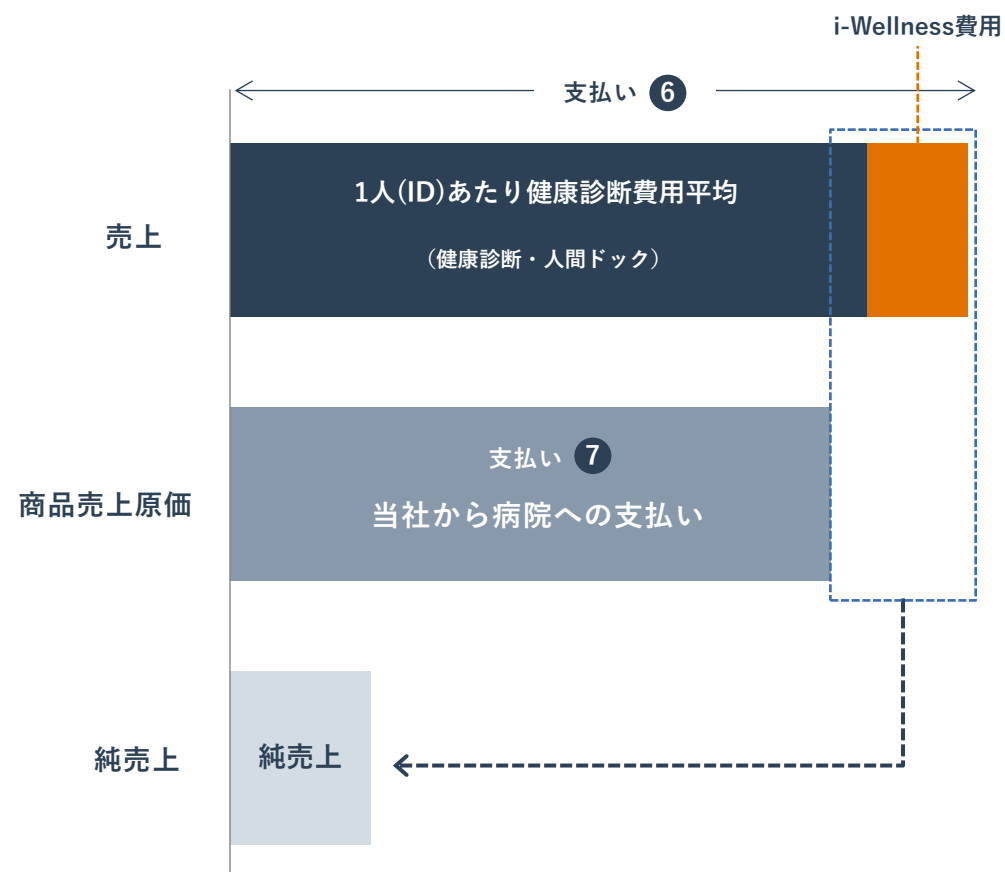 i-Wellness費用
支払い 6
売上
1人(ID)あたり健康診断費用平均
（健康診断・人間ドック）
商品売上原価
支払い 7
当社から病院への支払い
純売上
純売上